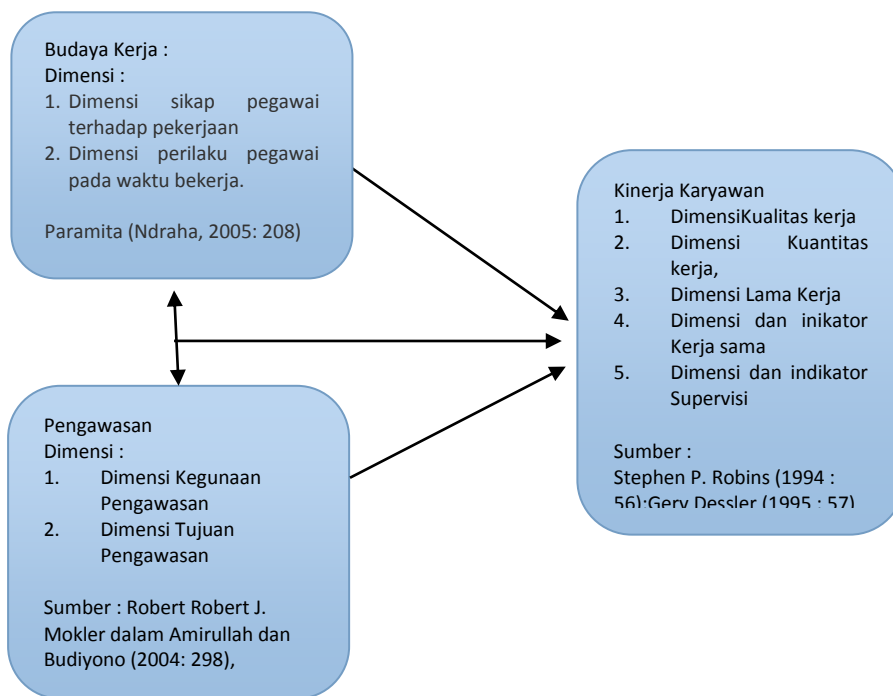 Budaya Kerja :
Dimensi :
1. Dimensi sikap pegawai
terhadap pekerjaan
2. Dimensi perilaku pegawai
pada waktu bekerja.
Paramita (Ndraha, 2005: 208)
Kinerja Karyawan
1. DimensiKualitas kerja
2. Dimensi Kuantitas
kerja,
3. Dimensi Lama Kerja
4. Dimensi dan inikator
Kerja sama
5. Dimensi dan indikator
Supervisi
Sumber :
Stephen P. Robins (1994 :
56);Gery Dessler (1995 : 57)
Pengawasan
Dimensi :
1. Dimensi Kegunaan
Pengawasan
2. Dimensi Tujuan
Pengawasan
Sumber : Robert Robert J.
Mokler dalam Amirullah dan
Budiyono (2004: 298),